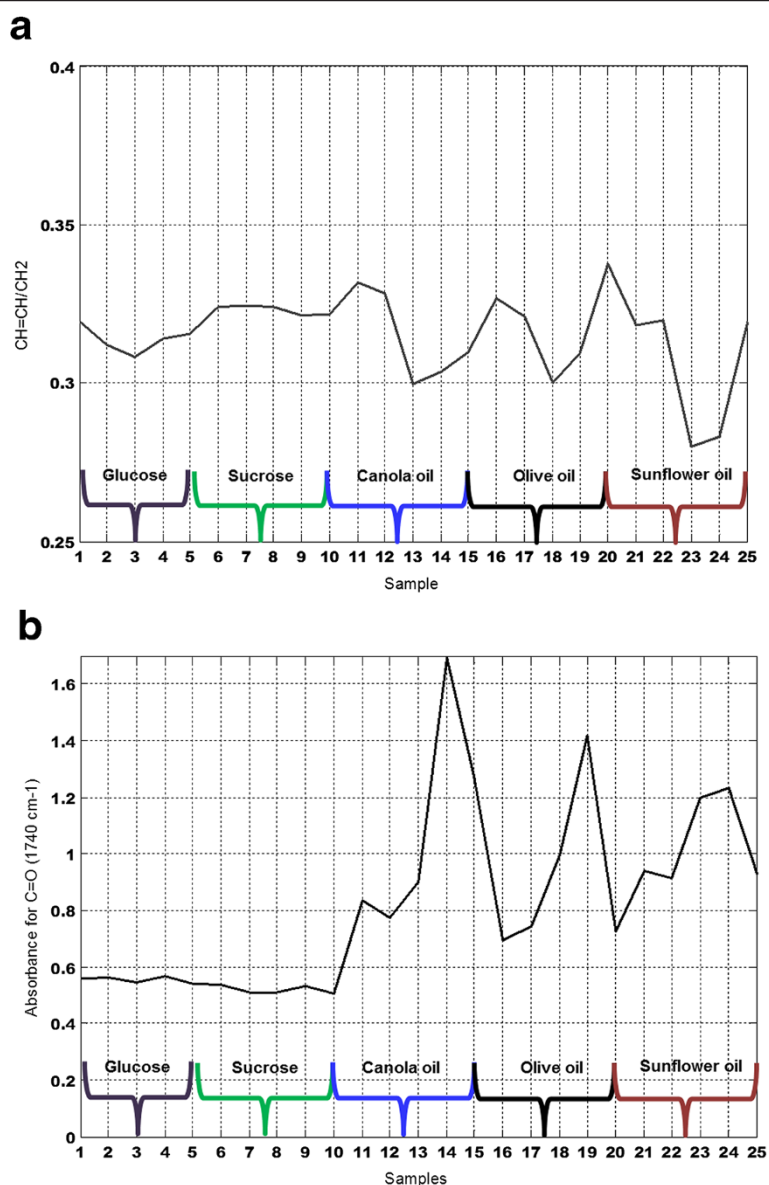 a
0.4
0.35
0.3
0.25
CH=CH/CH2
Glucose Sucrose Canola oil Olive oil Sunflower oil
1 2 3 4 5 6 7 8 9 10 11 12 13 14 15 16 17 18 19 20 21 22 23 24 25
Sample
b
1.6
1.4
1.2
1
0.8
0.6
0.4
0.2
0
Absorbance for C=O (1740 cm-1)
Glucose Sucrose Canola oil Olive oil Sunflower oil
1 2 3 4 5 6 7 8 9 10 11 12 13 14 15 16 17 18 19 20 21 22 23 24 25
Samples